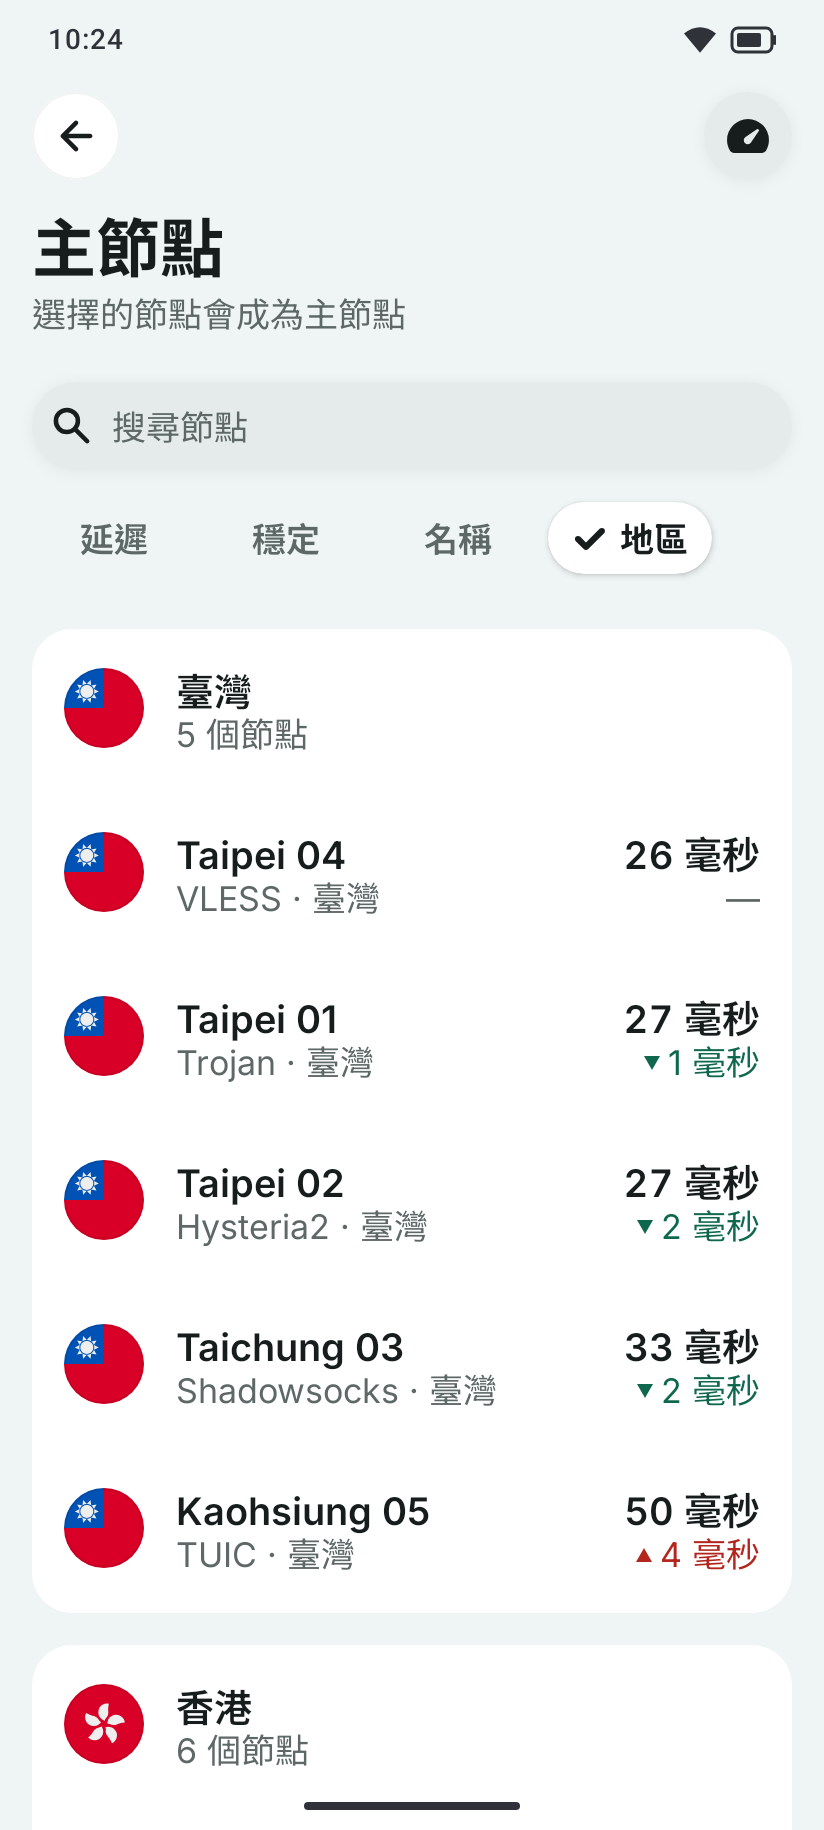 10:24
主節點
選擇的節點會成為主節點
搜尋節點
延遲
穩定
名稱
地區
臺灣
5 個節點
Taipei 04
26 毫秒
VLESS · 臺灣
—
Taipei 01
27 毫秒
Trojan · 臺灣
▼1 毫秒
Taipei 02
27 毫秒
Hysteria2 · 臺灣
▼2 毫秒
Taichung 03
33 毫秒
Shadowsocks · 臺灣
▼2 毫秒
Kaohsiung 05
50 毫秒
TUIC · 臺灣
▲4 毫秒
香港
6 個節點